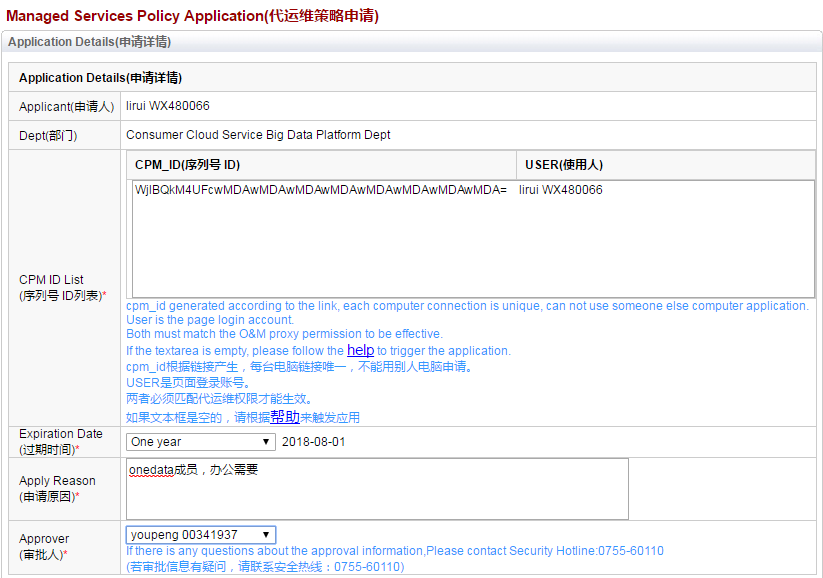 Managed Services Policy Application(代运维策略申请)
Application Details(申请详情)
Application Details(申请详情)
Applicant(申请人) lirui WX480066
Dept(部门) Consumer Cloud Service Big Data Platform Dept
CPM_ID(序列号 ID) USER(使用人)
WjlBQkM4UFcwMDAwMDAwMDAwMDAwMDAwMDAwMDAwMDA= lirui WX480066
CPM ID List
(序列号 ID列表)*
cpm_id generated according to the link, each computer connection is unique, can not use someone else computer application.
User is the page login account.
Both must match the O&M proxy permission to be effective.
If the textarea is empty, please follow the help to trigger the application.
cpm_id根据链接产生，每台电脑链接唯一，不能用别人电脑申请。
USER是页面登录账号。
两者必须匹配代运维权限才能生效。
如果文本框是空的，请根据帮助来触发应用
Expiration Date
(过期时间)*
One year 2018-08-01
Apply Reason
(申请原因)*
onedata成员，办公需要
Approver
(审批人)*
youpeng 00341937
If there is any questions about the approval information,Please contact Security Hotline:0755-60110
(若审批信息有疑问，请联系安全热线：0755-60110)